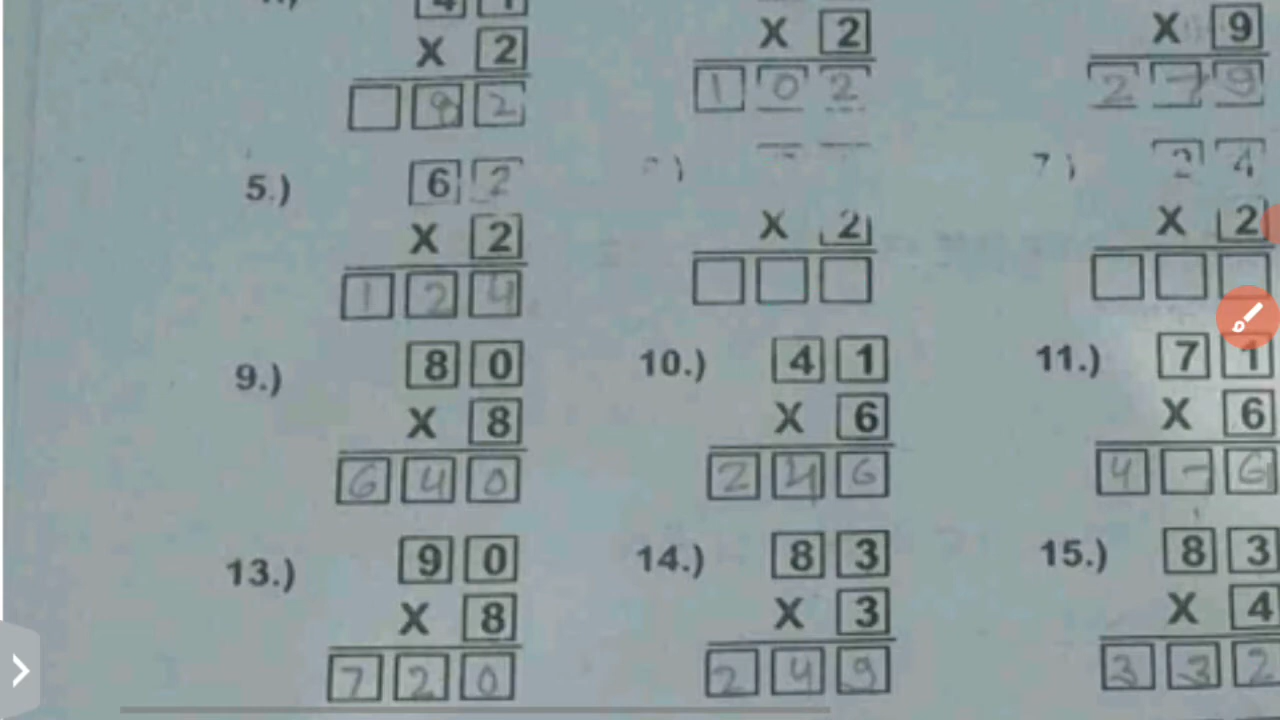 4 1
X 2 X 2 X 9
8 2 1 0 2 2 7 9
5.) 6 2 7) 2 4
X 2 X 2 X 2
1 2 4
9.) 8 0 10.) 4 1 11.) 7 1
X 8 X 6 X 6
6 4 0 2 4 6 4 - 6
13.) 9 0 14.) 8 3 15.) 8 3
X 8 X 3 X 4
7 2 0 2 4 9 3 3 2